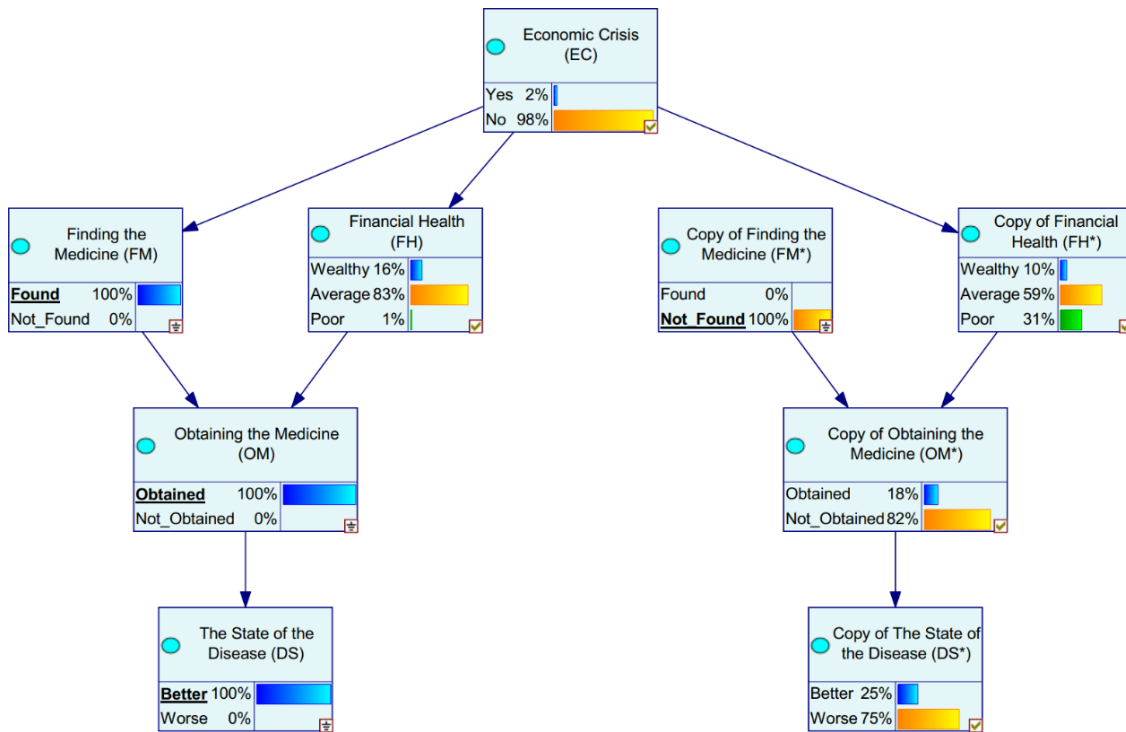 Economic Crisis
(EC)
Yes 2%
No 98%
Finding the
Medicine (FM)
Found 100%
Not_Found 0%
Financial Health
(FH)
Wealthy 16%
Average 83%
Poor 1%
Copy of Finding the
Medicine (FM*)
Found 0%
Not_Found 100%
Copy of Financial
Health (FH*)
Wealthy 10%
Average 59%
Poor 31%
Obtaining the Medicine
(OM)
Obtained 100%
Not_Obtained 0%
Copy of Obtaining the
Medicine (OM*)
Obtained 18%
Not_Obtained 82%
The State of the
Disease (DS)
Better 100%
Worse 0%
Copy of The State of
the Disease (DS*)
Better 25%
Worse 75%